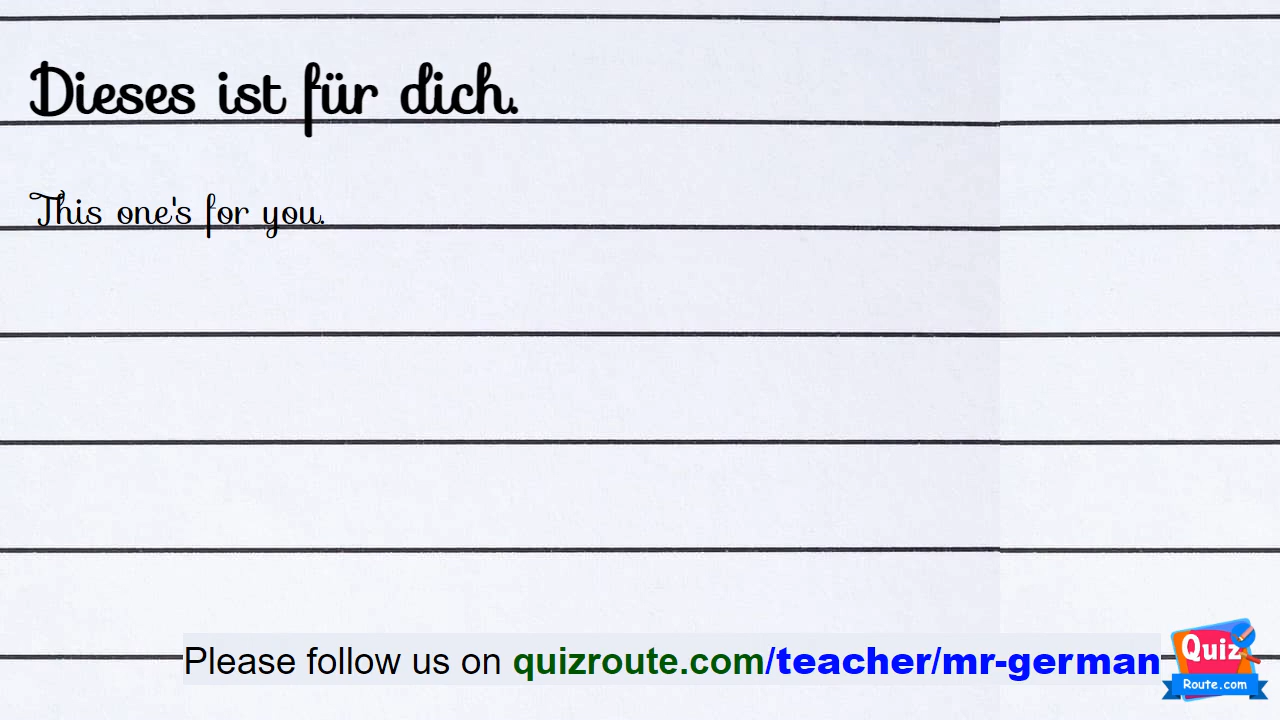 Dieses ist für dich.
This one's for you.
Please follow us on quizroute.com/teacher/mr-german
Quiz
Route.com